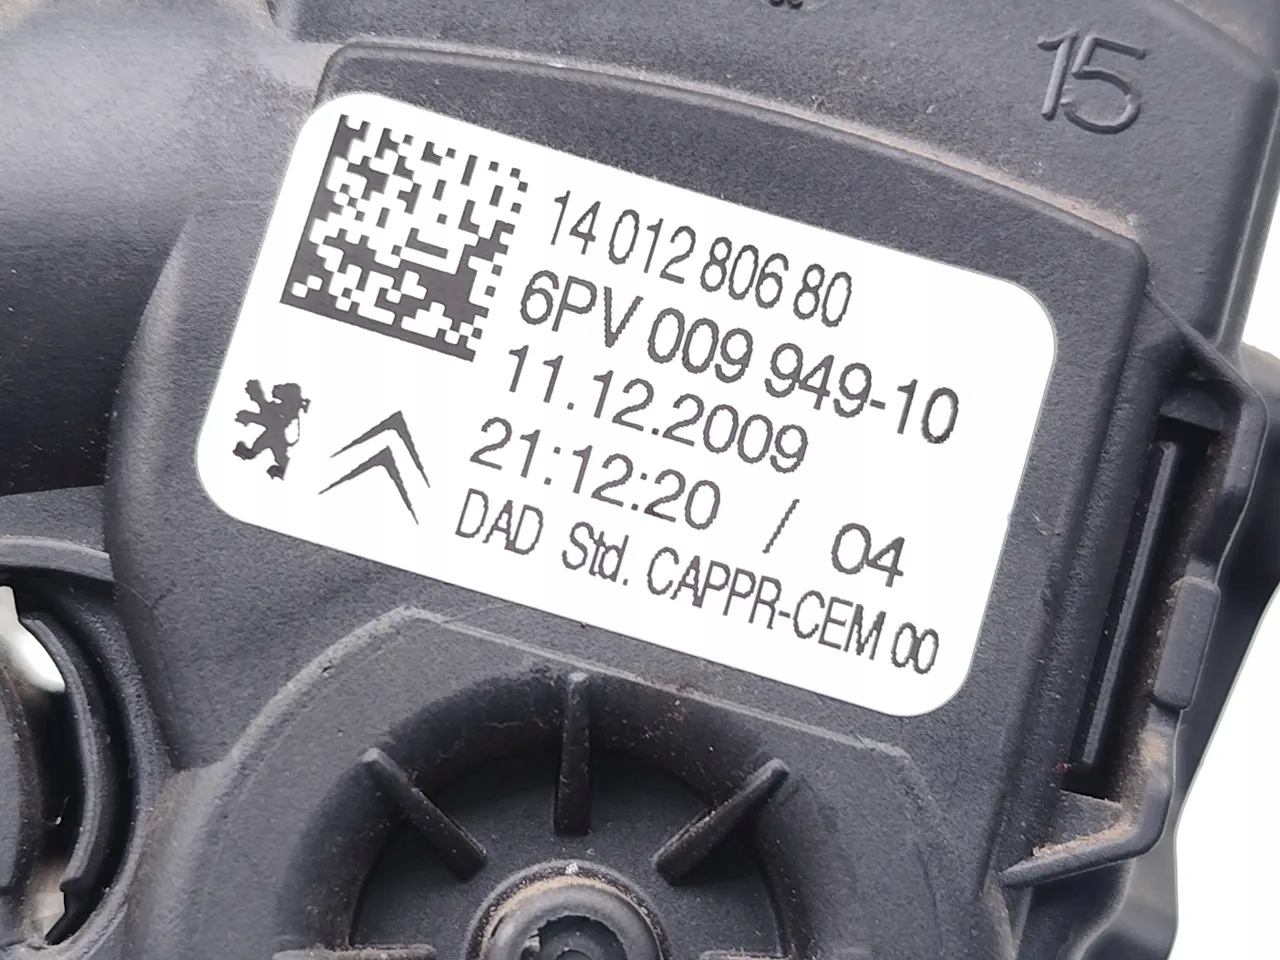 15
14 012 806 80
6PV 009 949-10
11.12.2009
21:12:20 / 04
DAD Std. CAPPR-CEM 00